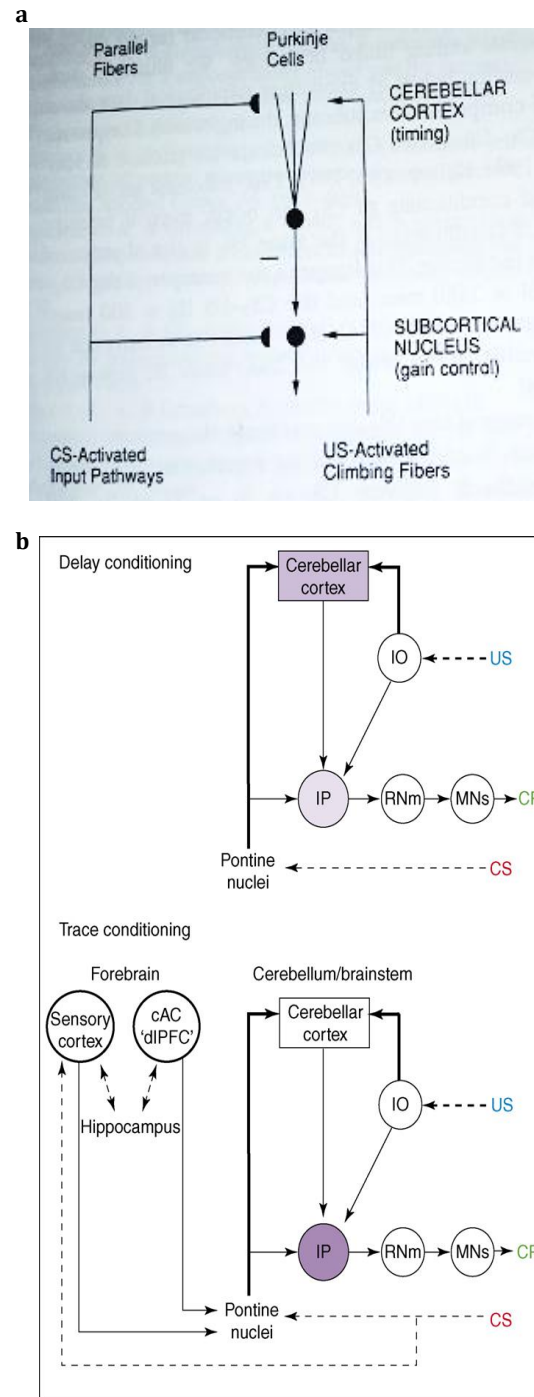 a
Parallel
Fibers
Purkinje
Cells
CEREBELLAR
CORTEX
(timing)
SUBCORTICAL
NUCLEUS
(gain control)
CS-Activated
Input Pathways
US-Activated
Climbing Fibers
b
Delay conditioning
Cerebellar
cortex
IO
US
IP
RNm
MNs
Pontine
nuclei
CS
Trace conditioning
Forebrain
Cerebellum/brainstem
Sensory
cortex
cAC
'dlPFC'
Hippocampus
Cerebellar
cortex
IO
US
IP
RNm
MNs
Pontine
nuclei
CS